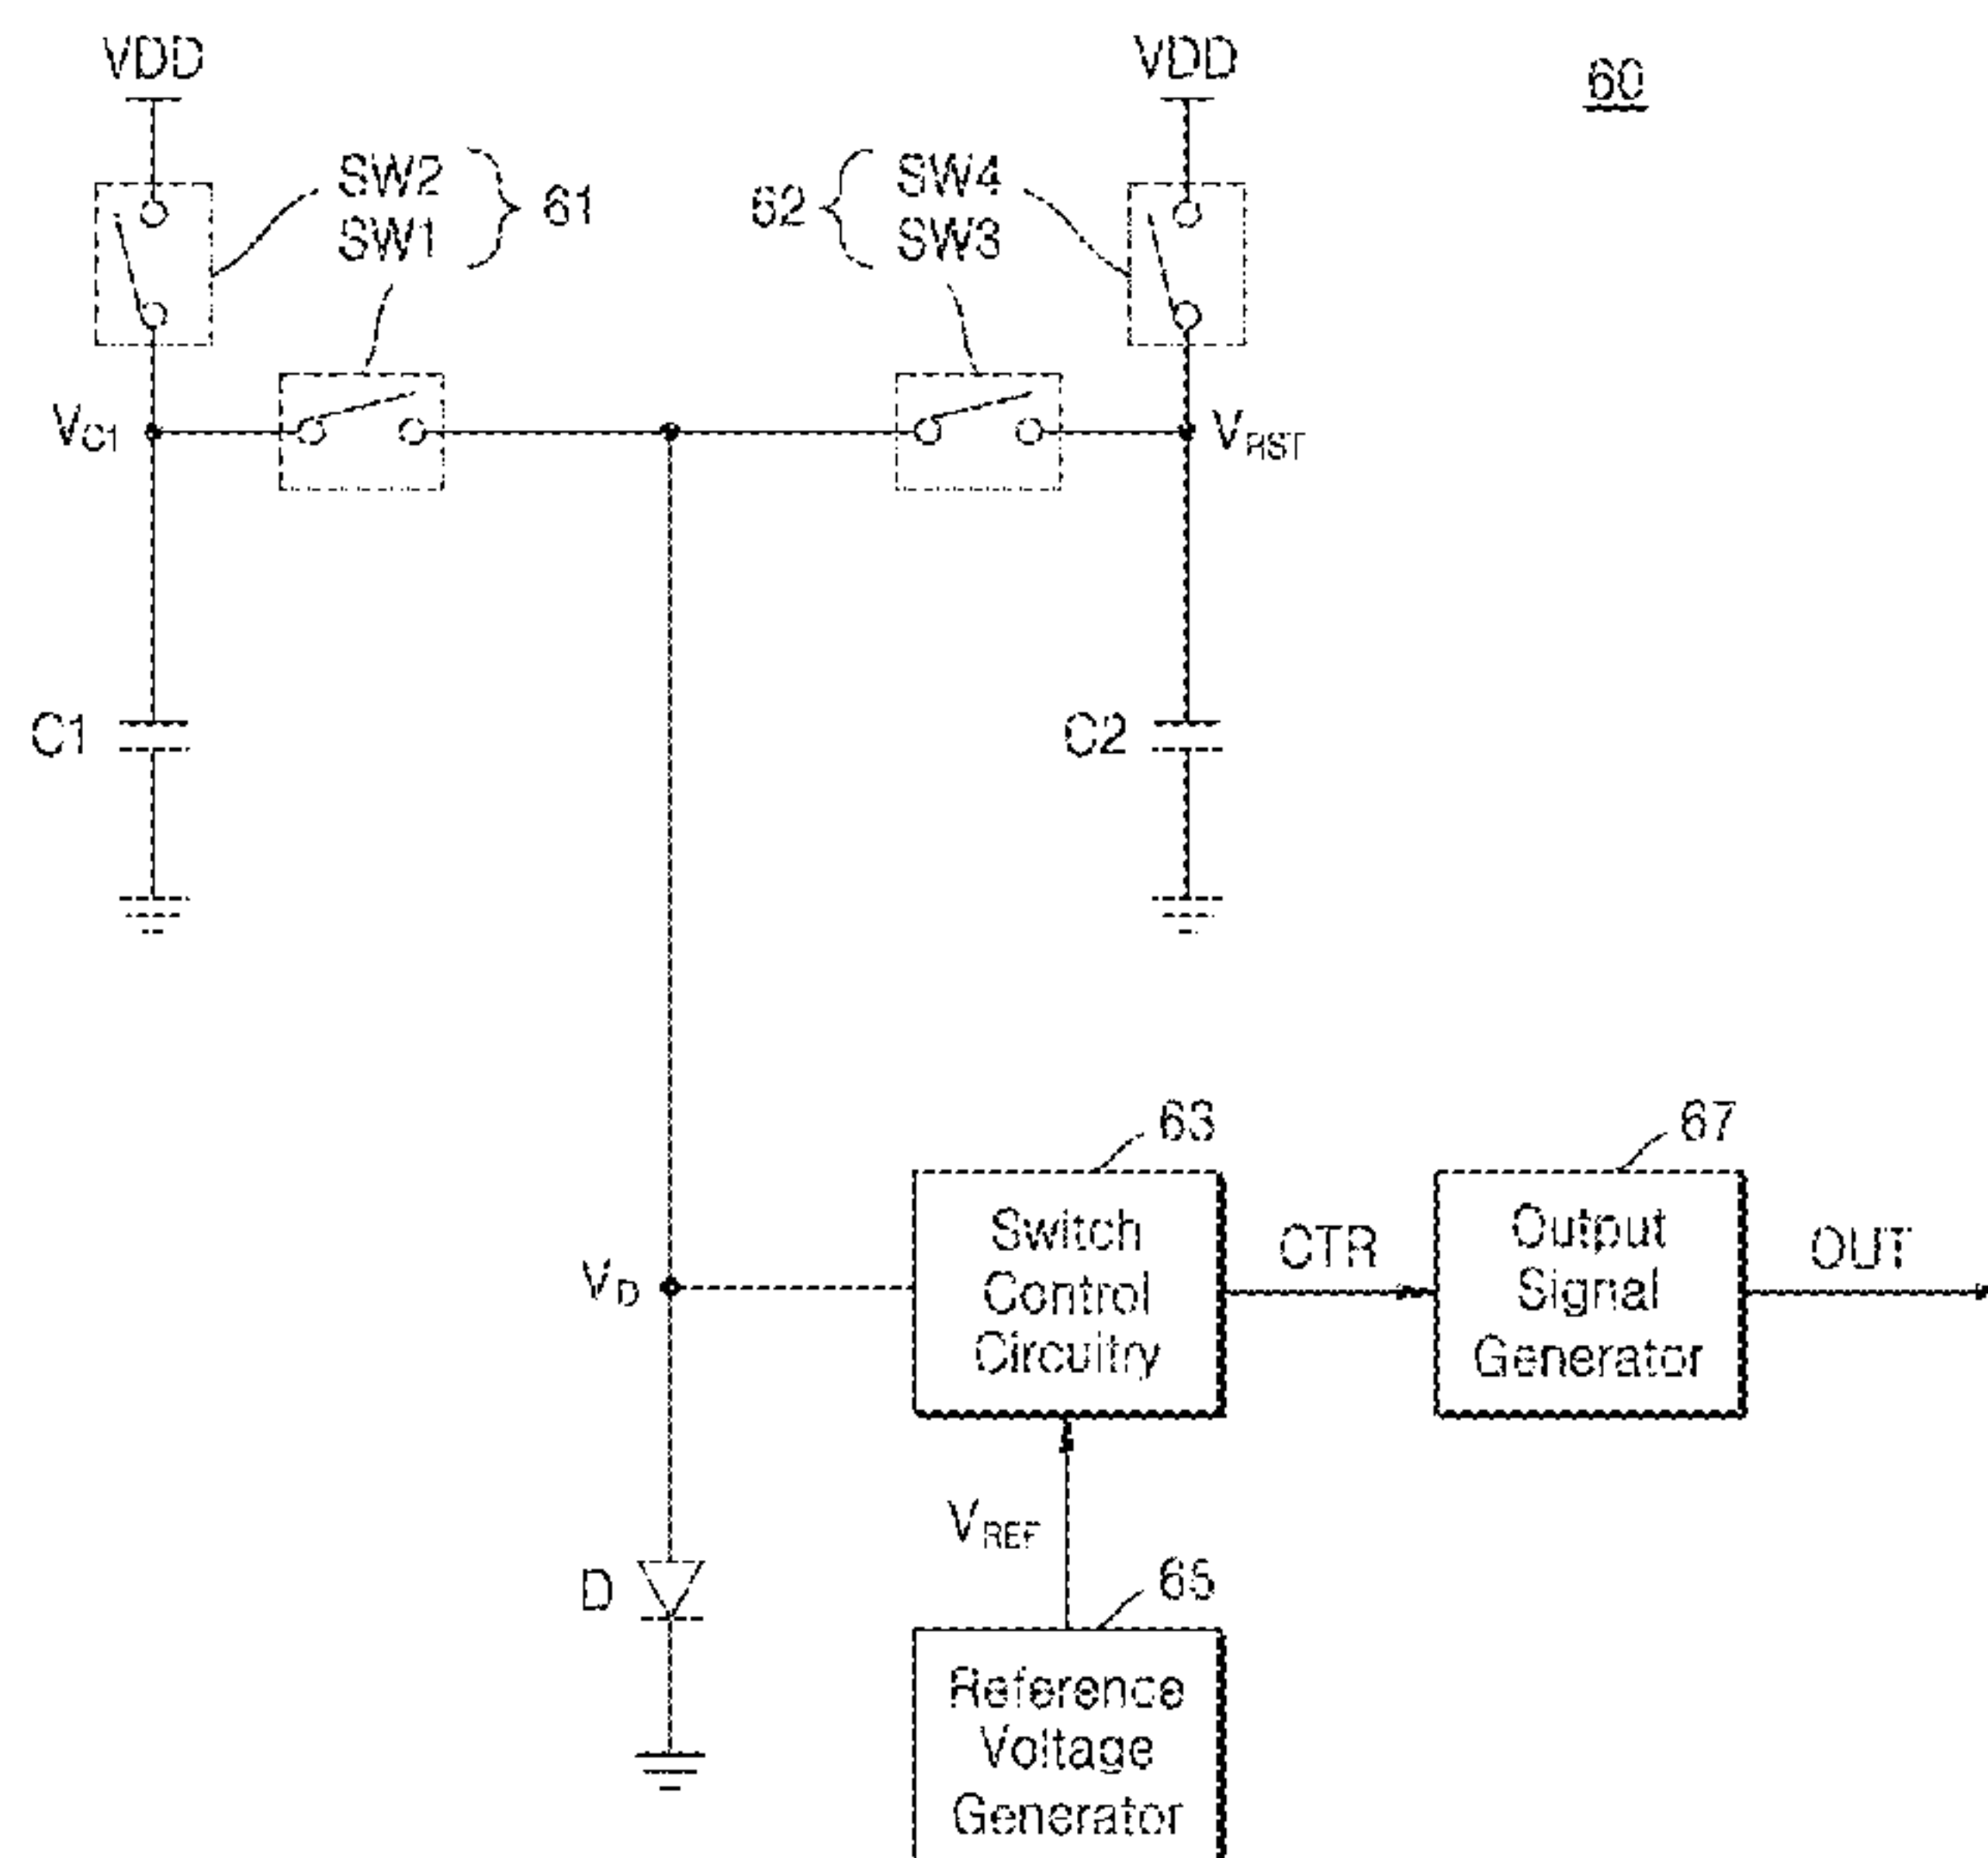 VDD
VDD
60
SW2
SW1
61
62
SW4
SW3
VC1
VRST
C1
C2
63
67
Switch
Control
Circuitry
CTR
Output
Signal
Generator
OUT
VD
VREF
65
D
Reference
Voltage
Generator